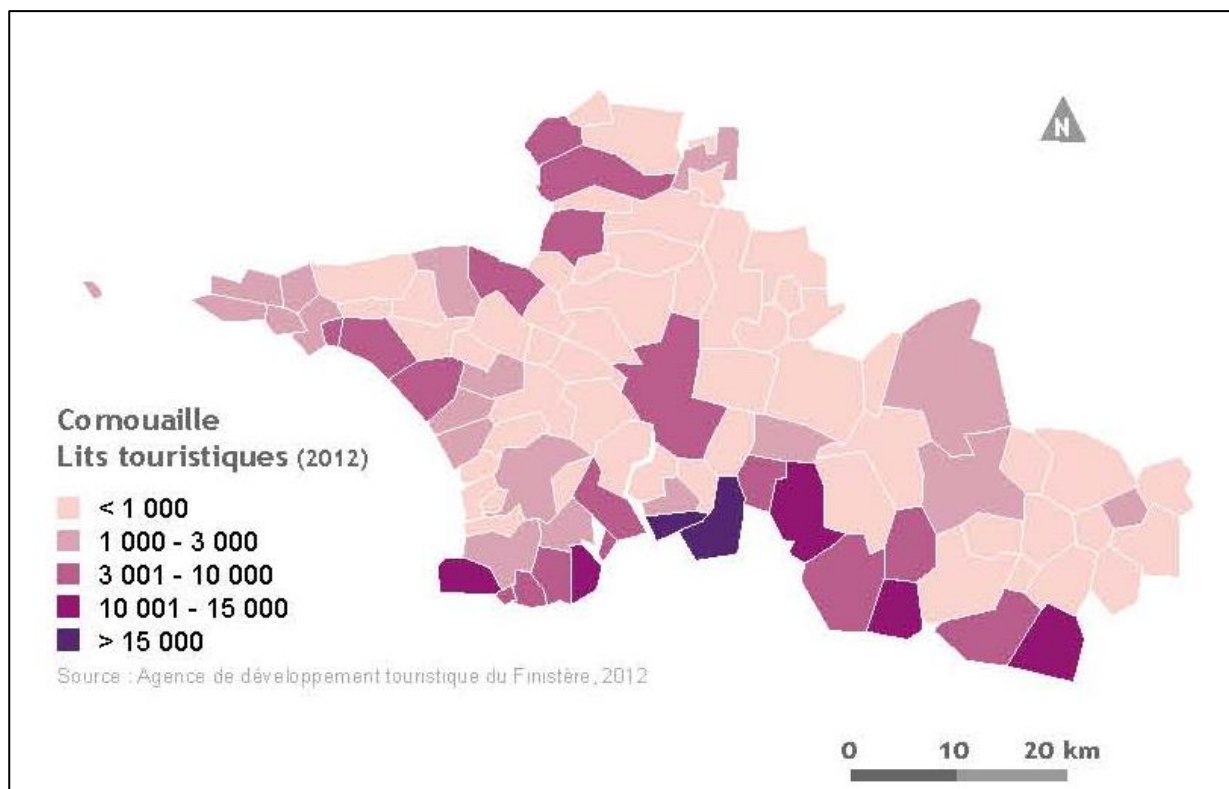 N
Cornouaille
Lits touristiques (2012)
< 1 000
1 000 - 3 000
3 001 - 10 000
10 001 - 15 000
> 15 000
Source : Agence de développement touristique du Finistère, 2012
0 10 20 km